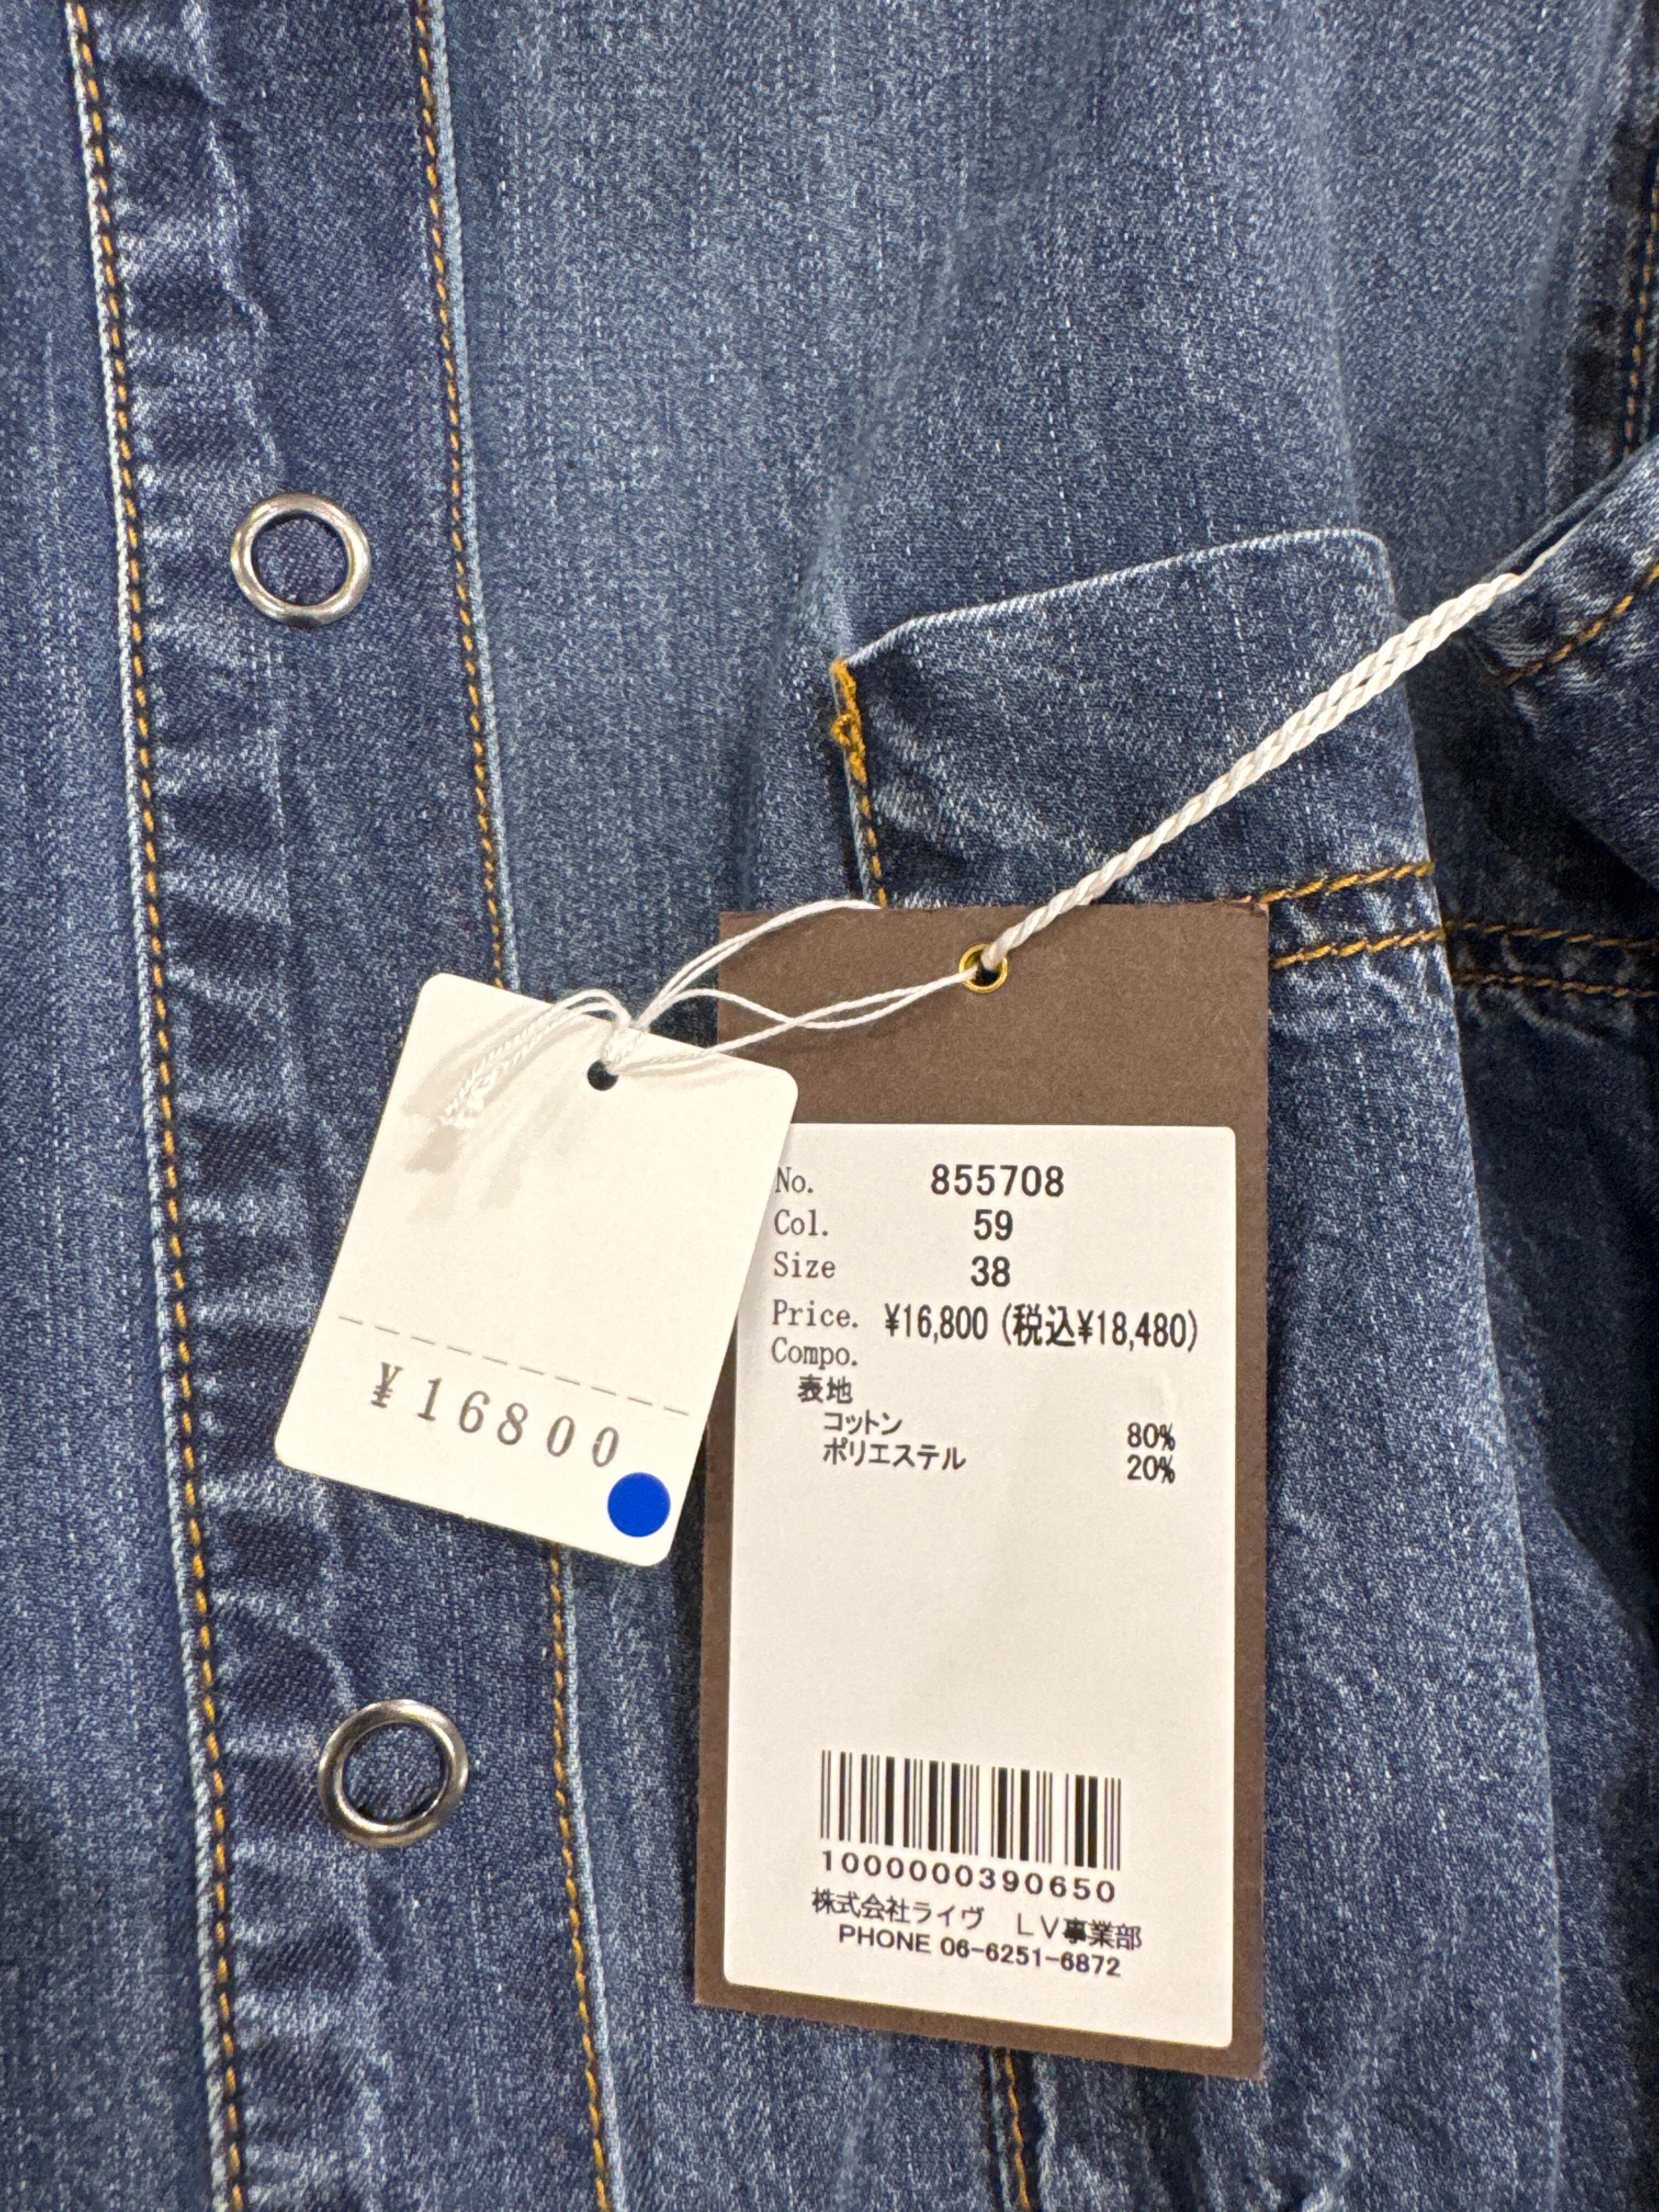 ¥16800
No. 855708
Col. 59
Size 38
Price. ¥16,800 (税込¥18,480)
Compo.
表地
コットン 80%
ポリエステル 20%
1000000390650
株式会社ライヴ LV事業部
PHONE 06-6251-6872